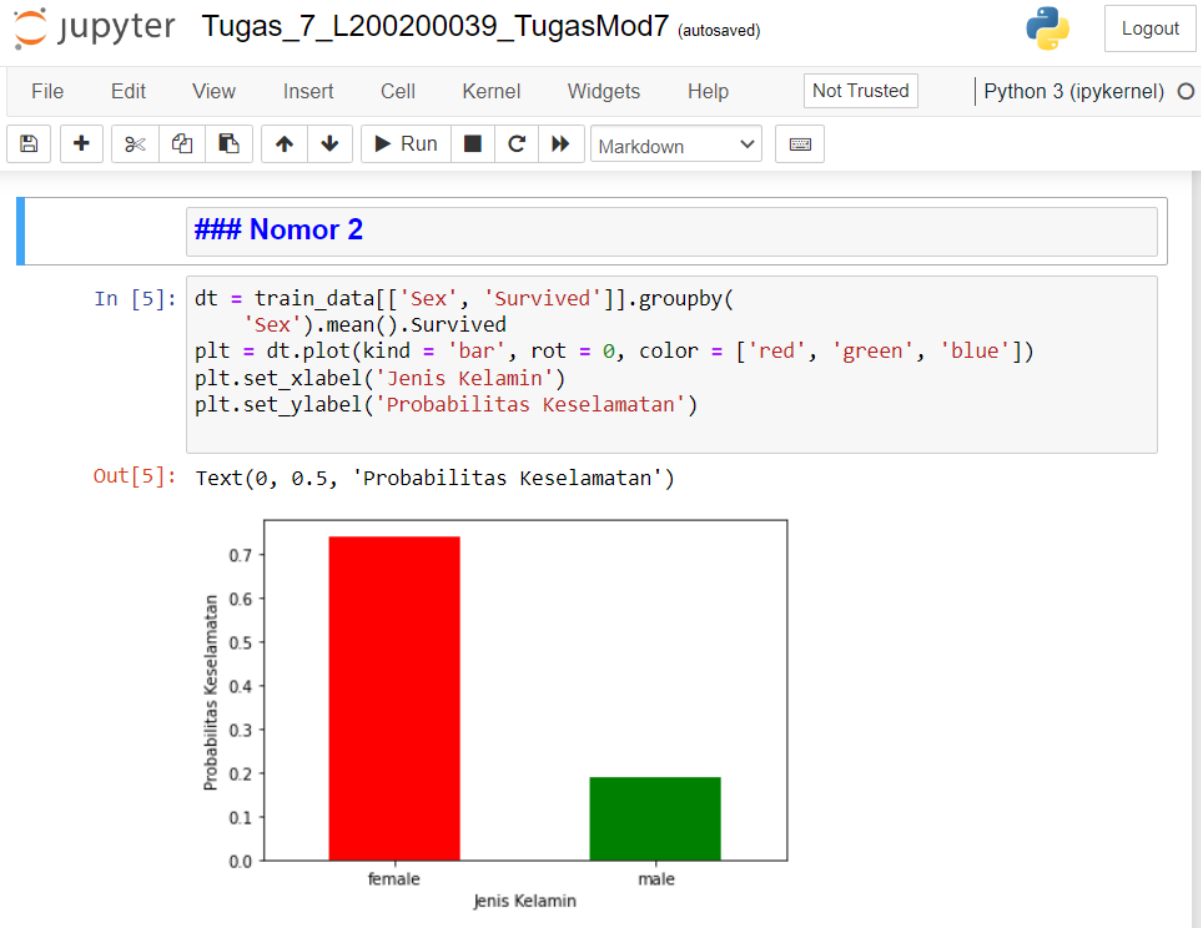 jupyter Tugas_7_L200200039_TugasMod7 (autosaved)
Logout
File Edit View Insert Cell Kernel Widgets Help Not Trusted Python 3 (ipykernel)
Run Markdown
### Nomor 2
In [5]: dt = train_data[['Sex', 'Survived']].groupby(
    'Sex').mean().Survived
plt = dt.plot(kind = 'bar', rot = 0, color = ['red', 'green', 'blue'])
plt.set_xlabel('Jenis Kelamin')
plt.set_ylabel('Probabilitas Keselamatan')
Out[5]: Text(0, 0.5, 'Probabilitas Keselamatan')
Probabilitas Keselamatan
0.7
0.6
0.5
0.4
0.3
0.2
0.1
0.0
female male
Jenis Kelamin